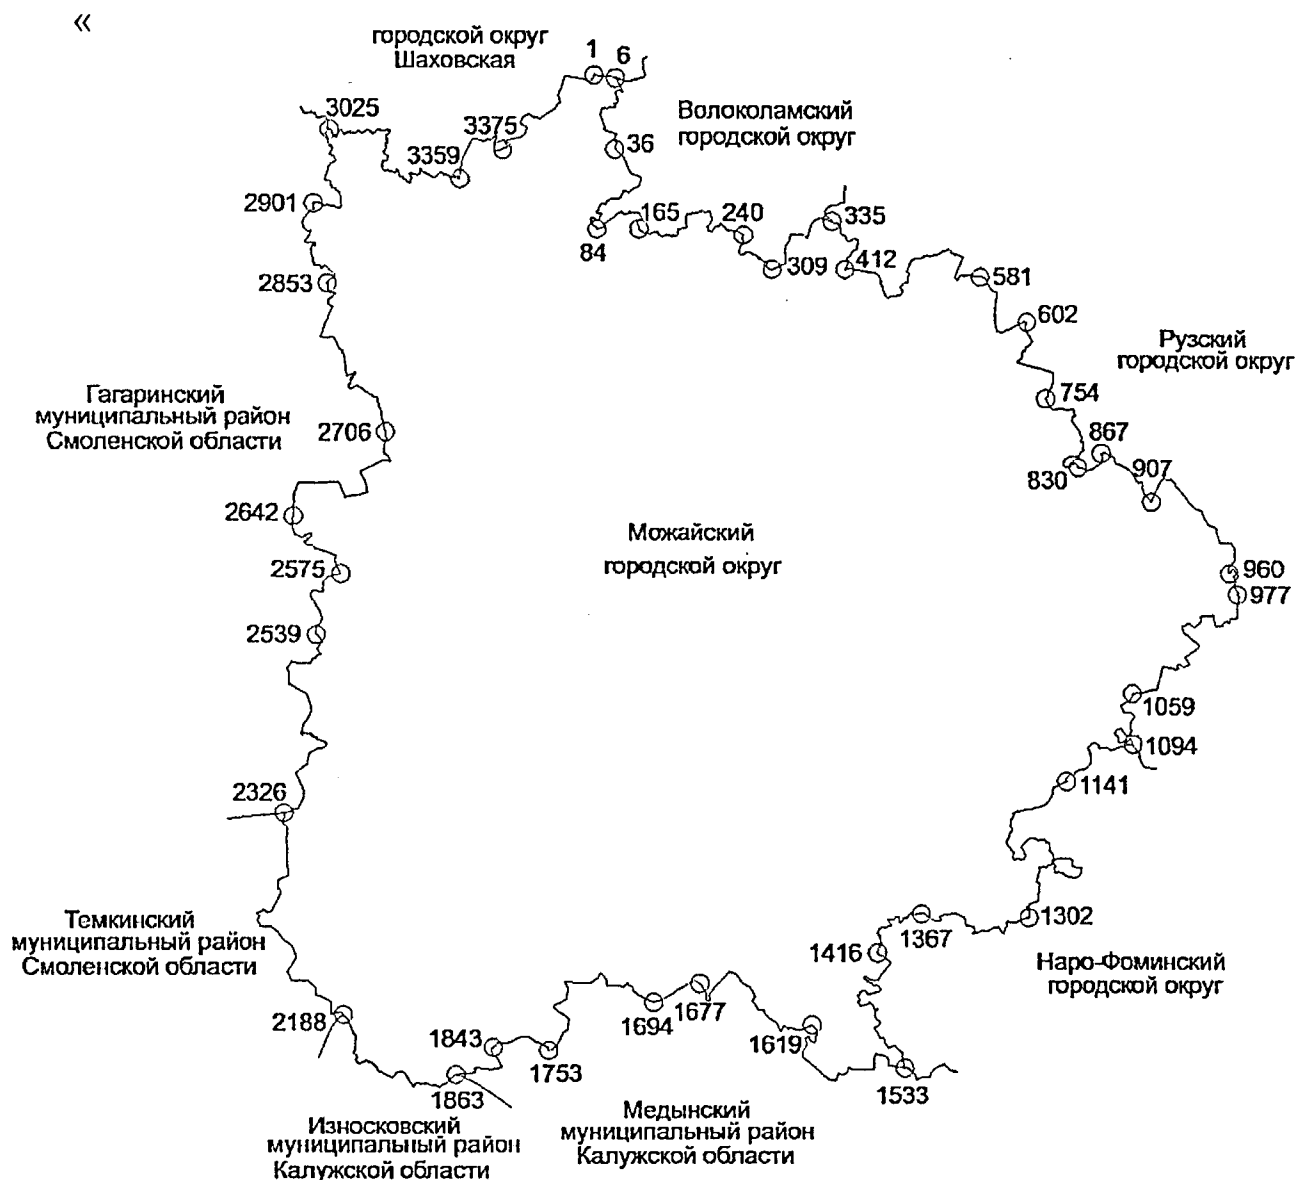 «
городской округ
Шаховская
1
6
3025
Волоколамский
городской округ
3375
36
3359
2901
165
240
335
84
309
412
2853
581
602
Рузский
городской округ
Гагаринский
муниципальный район
Смоленской области
754
2706
867
907
830
2642
Можайский
городской округ
2575
960
977
2539
1059
1094
2326
1141
Темкинский
муниципальный район
Смоленской области
1302
1367
1416
Наро-Фоминский
городской округ
2188
1694
1677
1843
1619
1753
1533
1863
Износковский
муниципальный район
Калужской области
Медынский
муниципальный район
Калужской области